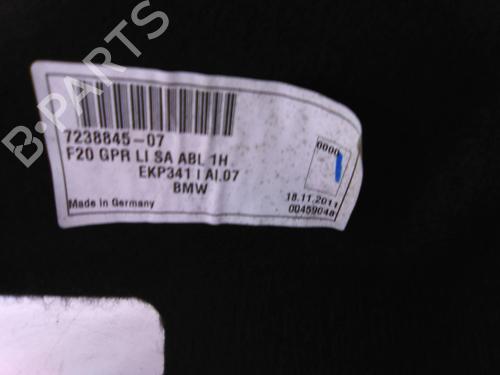 7238845-07
F20 GPR LI SA ABL 1H
EKP341 I AI.07
BMW
Made in Germany
0000
18.11.2011
00459048
B-PARTS